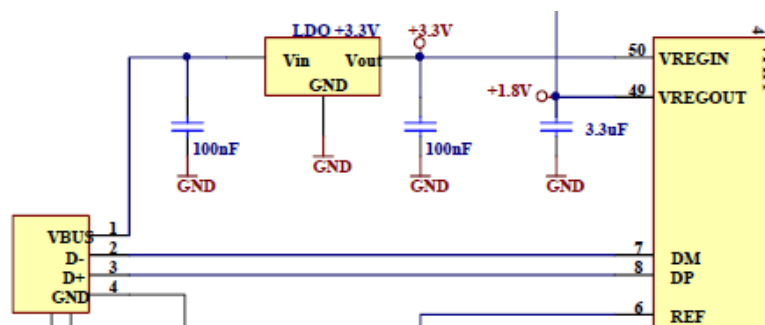 LDO +3.3V
+3.3V
Vin
Vout
GND
50
VREGIN
+1.8V
49
VREGOUT
100nF
100nF
3.3uF
GND
GND
GND
GND
1
VBUS
2
D-
7
DM
3
D+
8
DP
4
GND
6
REF